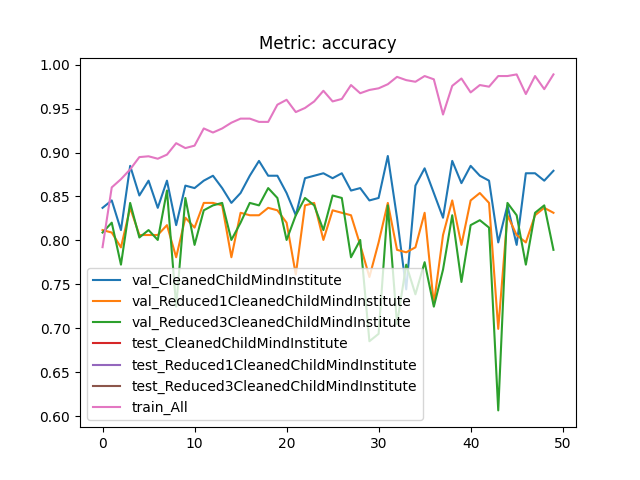 Metric: accuracy
1.00
0.95
0.90
0.85
0.80
0.75
0.70
0.65
0.60
val_CleanedChildMindInstitute
val_Reduced1CleanedChildMindInstitute
val_Reduced3CleanedChildMindInstitute
test_CleanedChildMindInstitute
test_Reduced1CleanedChildMindInstitute
test_Reduced3CleanedChildMindInstitute
train_All
0 10 20 30 40 50